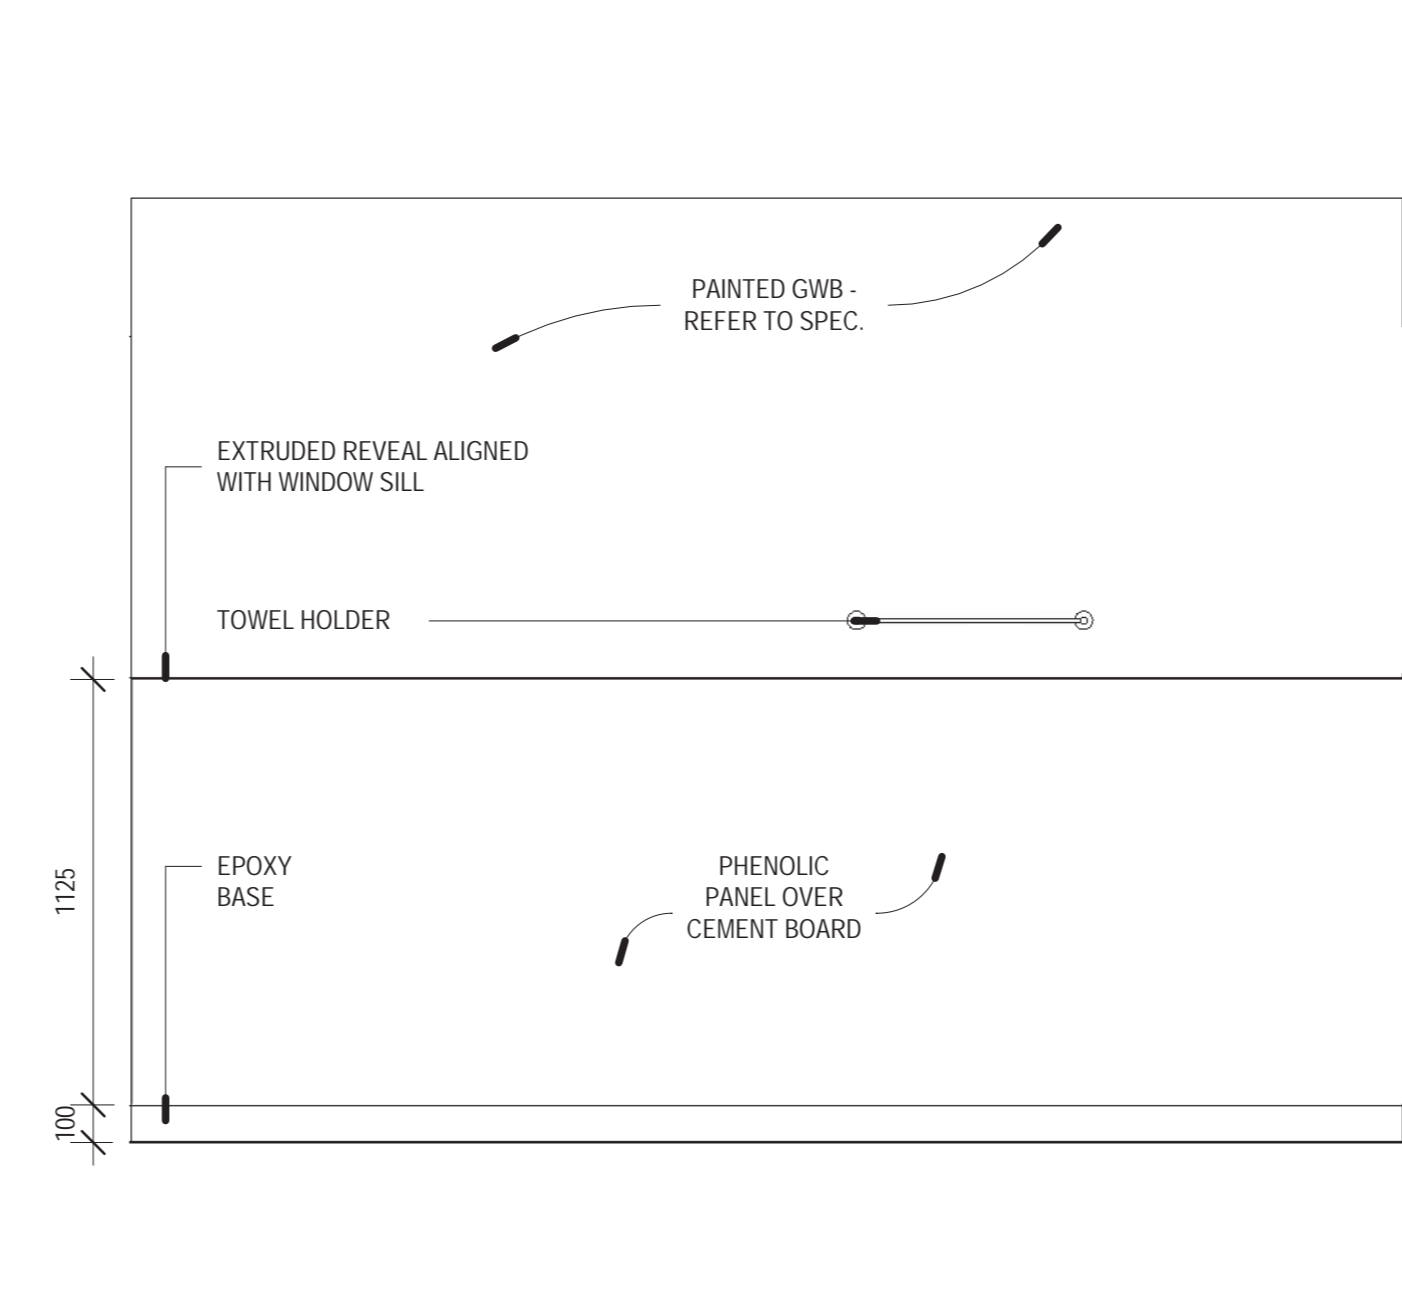 PAINTED GWB -
REFER TO SPEC.
EXTRUDED REVEAL ALIGNED
WITH WINDOW SILL
TOWEL HOLDER
1125
EPOXY
BASE
PHENOLIC
PANEL OVER
CEMENT BOARD
100